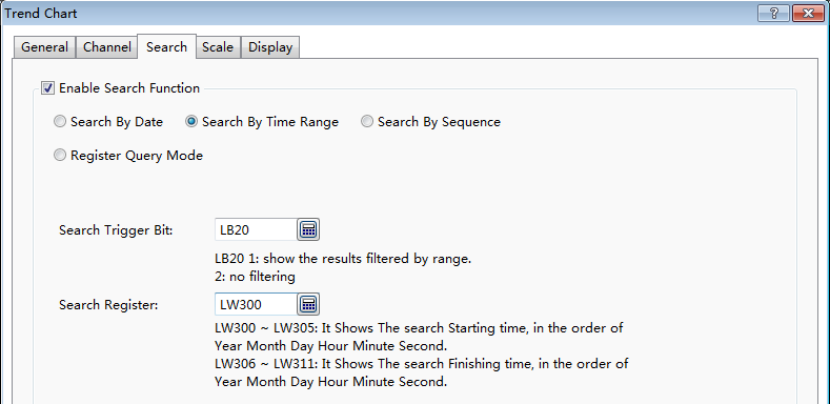 Trend Chart
General Channel Search Scale Display
Enable Search Function
Search By Date Search By Time Range Search By Sequence
Register Query Mode
Search Trigger Bit: LB20
LB20 1: show the results filtered by range.
2: no filtering
Search Register: LW300
LW300 ~ LW305: It Shows The search Starting time, in the order of
Year Month Day Hour Minute Second.
LW306 ~ LW311: It Shows The search Finishing time, in the order of
Year Month Day Hour Minute Second.